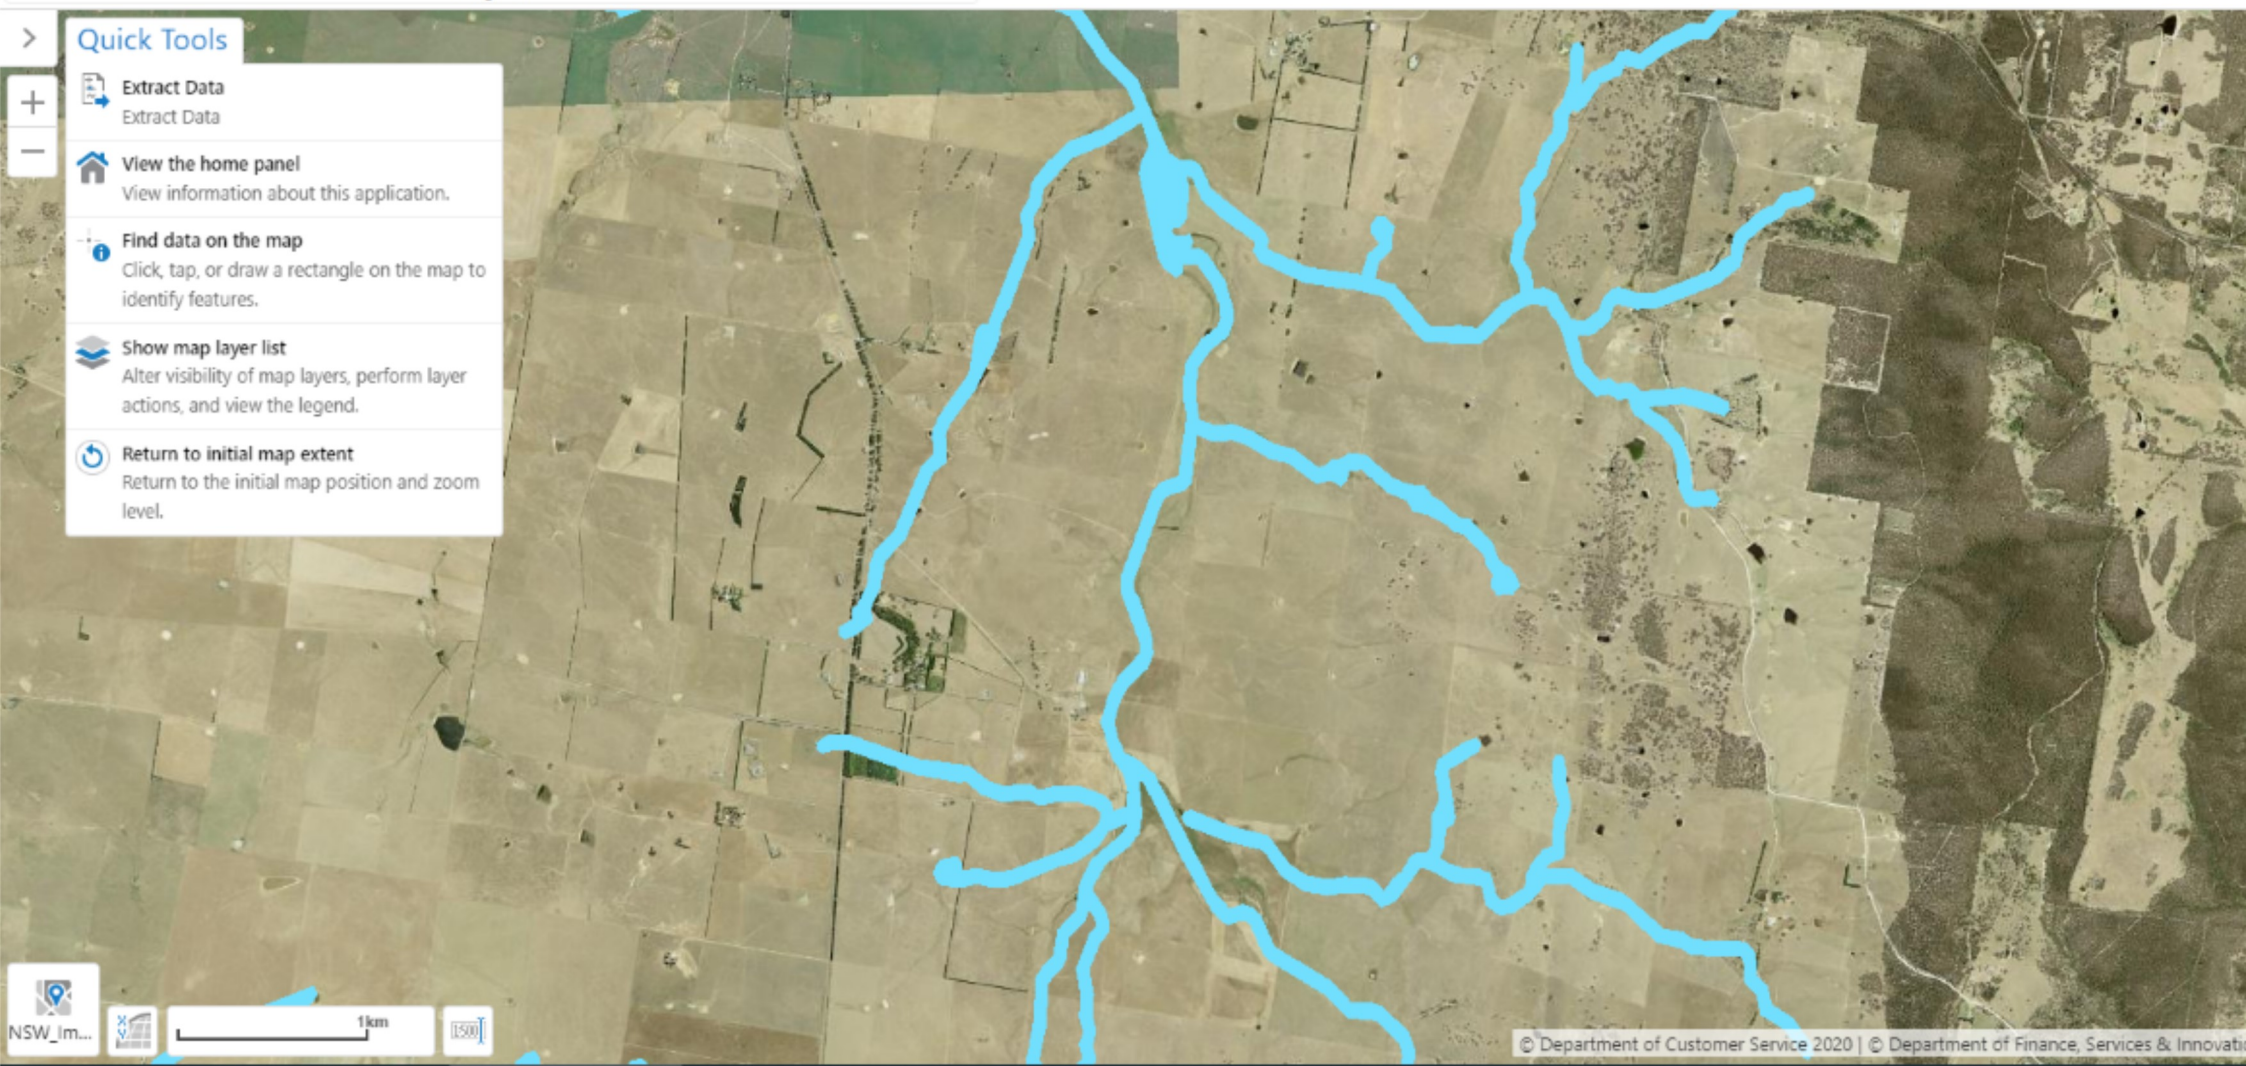 Quick Tools
Extract Data
Extract Data
View the home panel
View information about this application.
Find data on the map
Click, tap, or draw a rectangle on the map to
identify features.
Show map layer list
Alter visibility of map layers, perform layer
actions, and view the legend.
Return to initial map extent
Return to the initial map position and zoom
level.
NSW_Im...
X
Y
1km
1:500
© Department of Customer Service 2020 | © Department of Finance, Services & Innovatio